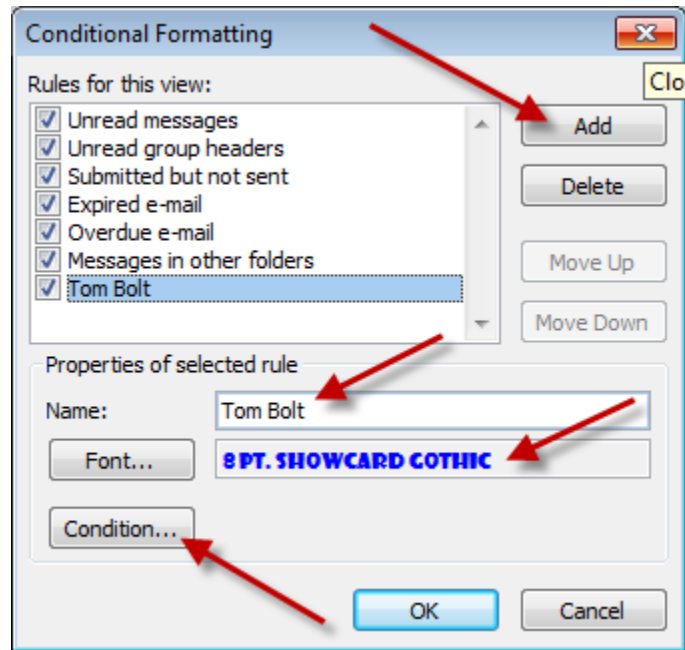 Conditional Formatting
Rules for this view:
Clo
Unread messages
Unread group headers
Submitted but not sent
Expired e-mail
Overdue e-mail
Messages in other folders
Tom Bolt
Add
Delete
Move Up
Move Down
Properties of selected rule
Name: Tom Bolt
Font... 8 PT. SHOWCARD GOTHIC
Condition...
OK Cancel